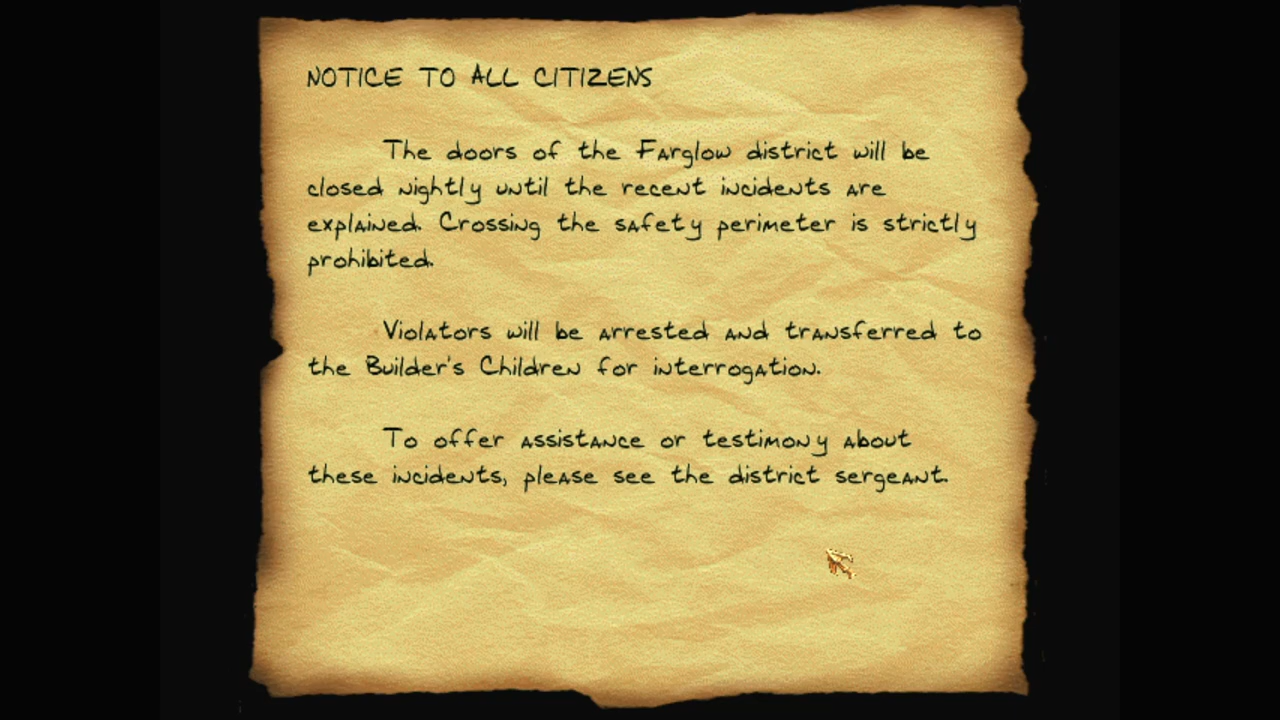 NOTICE TO ALL CITIZENS
The doors of the Farglow district will be
closed nightly until the recent incidents are
explained. Crossing the safety perimeter is strictly
prohibited.
Violators will be arrested and transferred to
the Builder's Children for interrogation.
To offer assistance or testimony about
these incidents, please see the district sergeant.